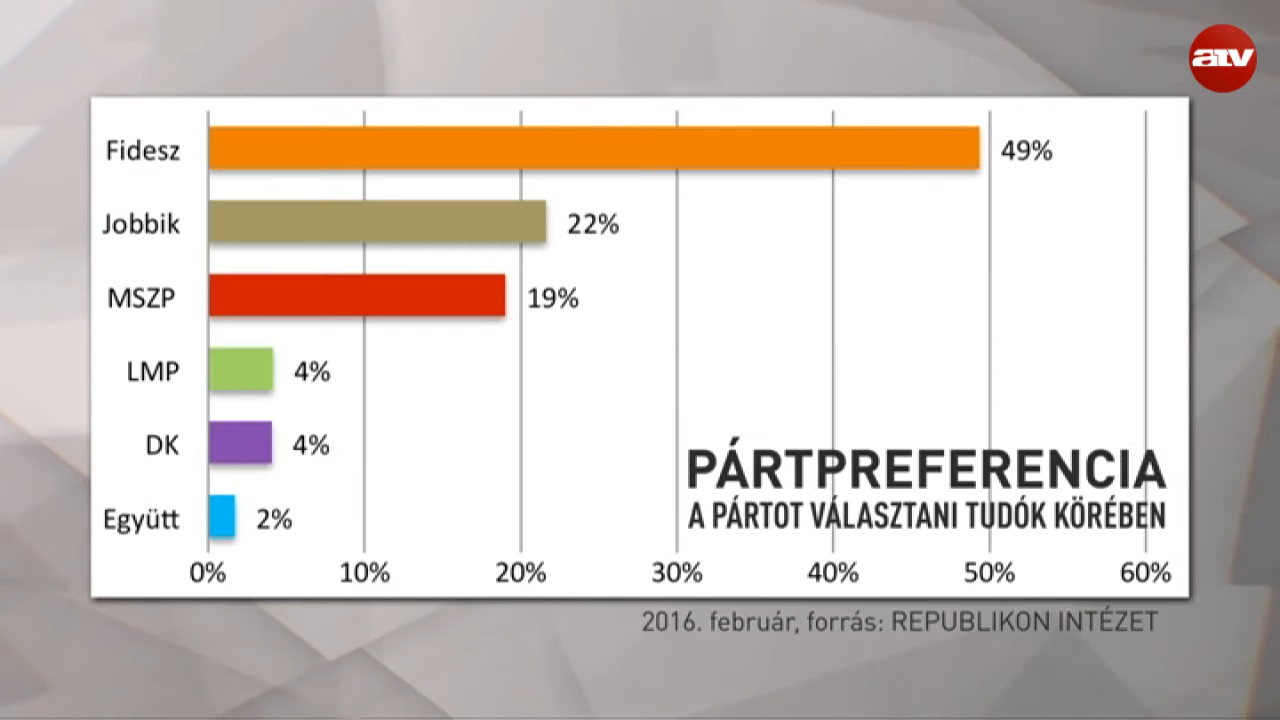 atv
Fidesz 49%
Jobbik 22%
MSZP 19%
LMP 4%
DK 4%
Együtt 2%
0% 10% 20% 30% 40% 50% 60%
PÁRTPREFERENCIA
A PÁRTOT VÁLASZTANI TUDÓK KÖRÉBEN
2016. február, forrás: REPUBLIKON INTÉZET